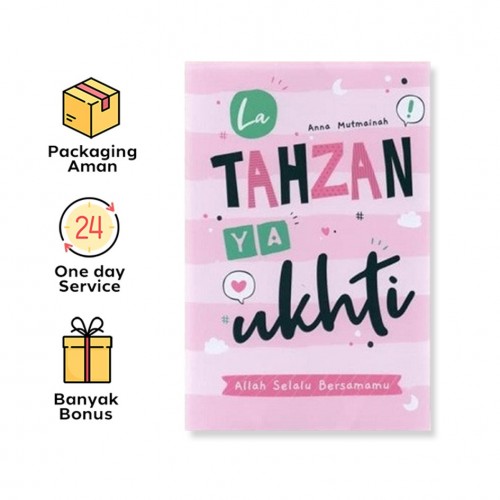 Packaging
Aman
24
One day
Service
Banyak
Bonus
La
Anna Mutmainah
!
TAHZAN
YA
#
ukhti
#
Allah Selalu Bersamamu
#